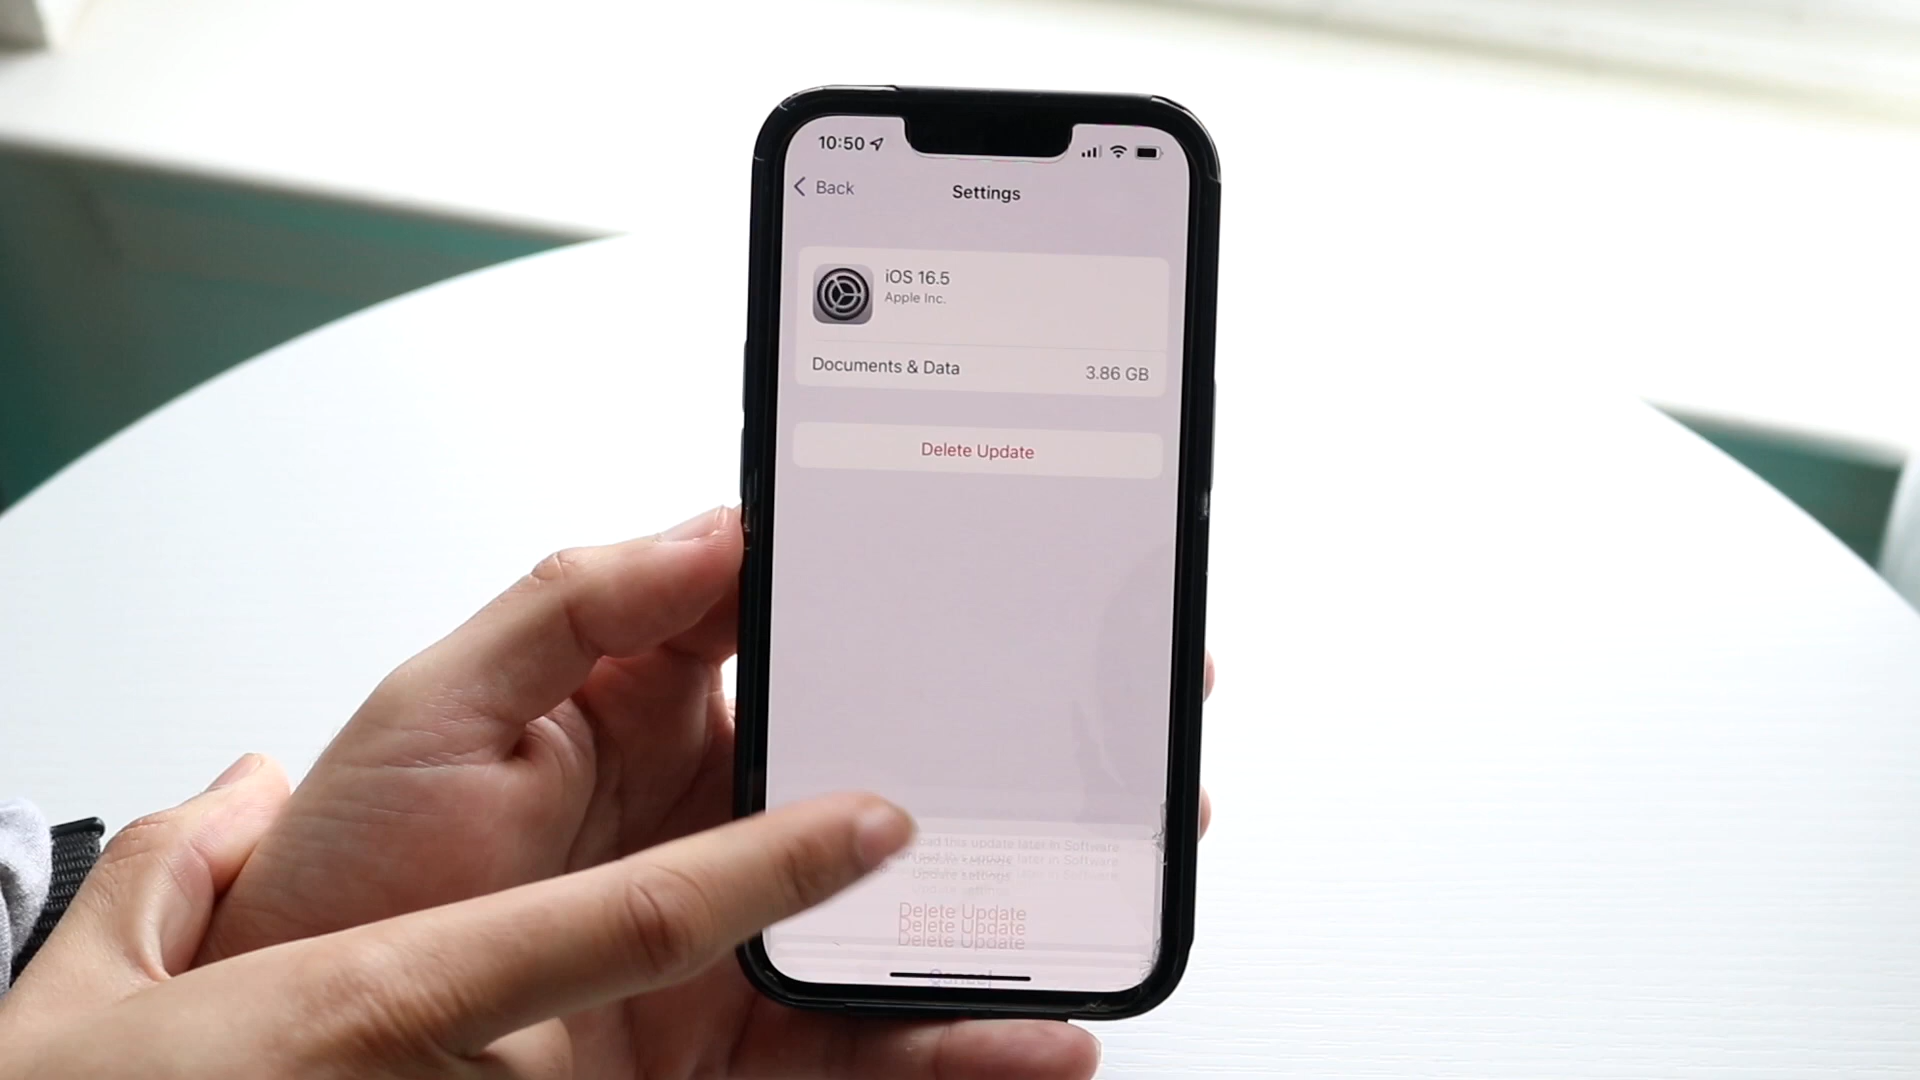 10:50
Back
Settings
iOS 16.5
Apple Inc.
Documents & Data
3.86 GB
Delete Update
this update later in Software
Update settings.
Delete Update
Delete Update
Delete Update
Cancel